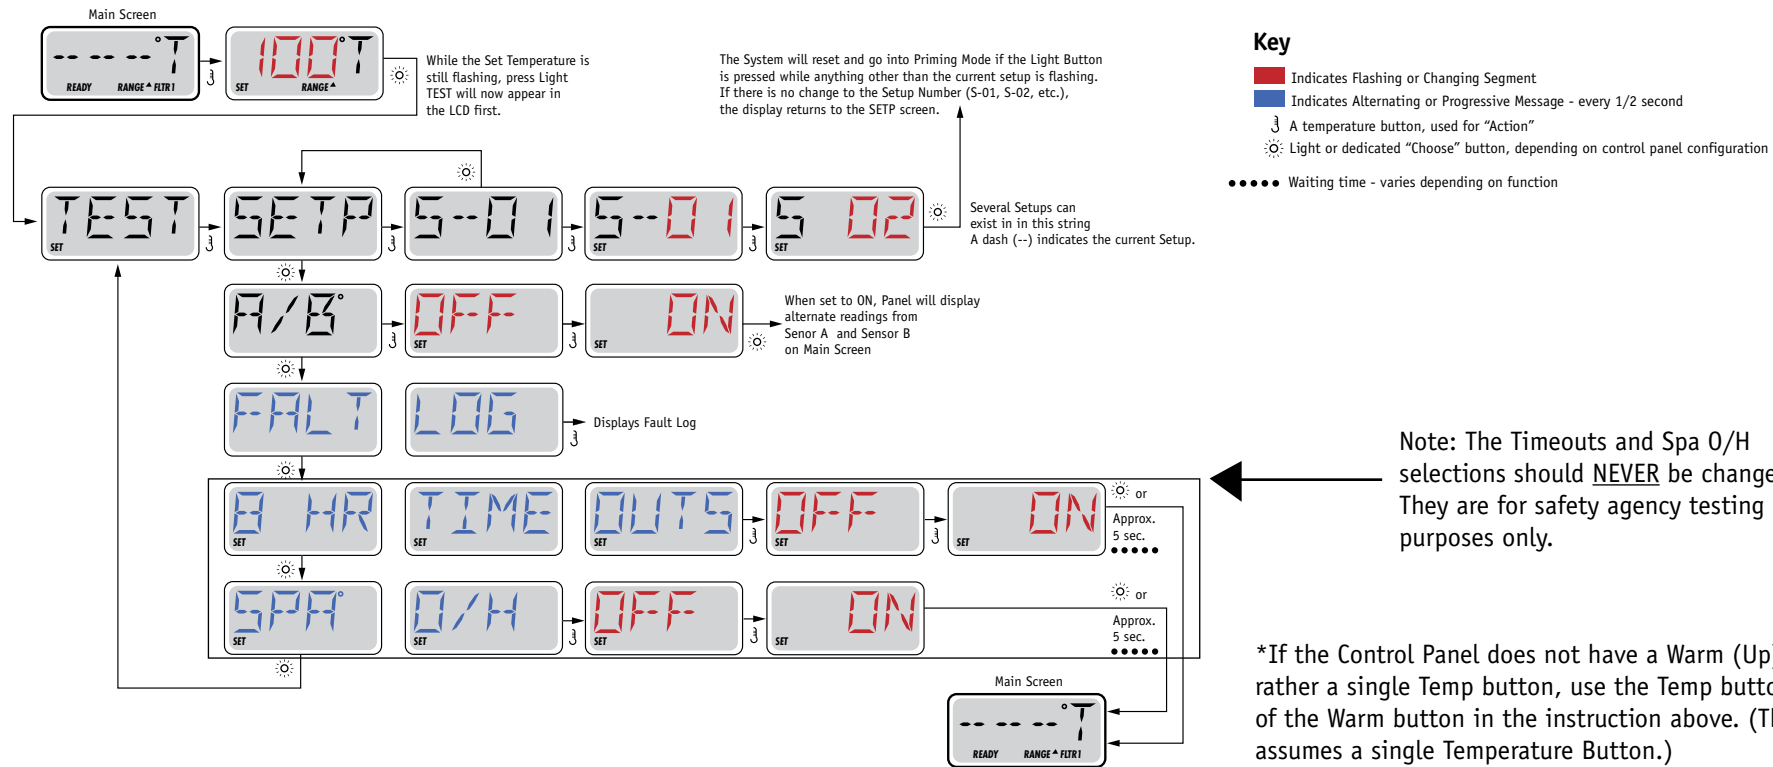 Main Screen
-- -- -- °T
READY RANGE FLTR1
100°T
SET RANGE
While the Set Temperature is
still flashing, press Light
TEST will now appear in
the LCD first.
The System will reset and go into Priming Mode if the Light Button
is pressed while anything other than the current setup is flashing.
If there is no change to the Setup Number (S-01, S-02, etc.),
the display returns to the SETP screen.
Key
Indicates Flashing or Changing Segment
Indicates Alternating or Progressive Message - every 1/2 second
A temperature button, used for “Action”
Light or dedicated “Choose” button, depending on control panel configuration
Waiting time - varies depending on function
TEST
SET
SETP
S-01
S-01
SET
S 02
SET
Several Setups can
exist in in this string
A dash (--) indicates the current Setup.
A/B°
OFF
SET
ON
SET
When set to ON, Panel will display
alternate readings from
Senor A and Sensor B
on Main Screen
FALT
LOG
Displays Fault Log
8 HR
SET
TIME
SET
OUTS
SET
OFF
SET
ON
SET
or
Approx.
5 sec.
SPA°
SET
O/H
SET
OFF
SET
ON
SET
or
Approx.
5 sec.
Note: The Timeouts and Spa O/H
selections should NEVER be change
They are for safety agency testing
purposes only.
Main Screen
-- -- -- °T
READY RANGE FLTR1
*If the Control Panel does not have a Warm (Up)
rather a single Temp button, use the Temp butto
of the Warm button in the instruction above. (Th
assumes a single Temperature Button.)